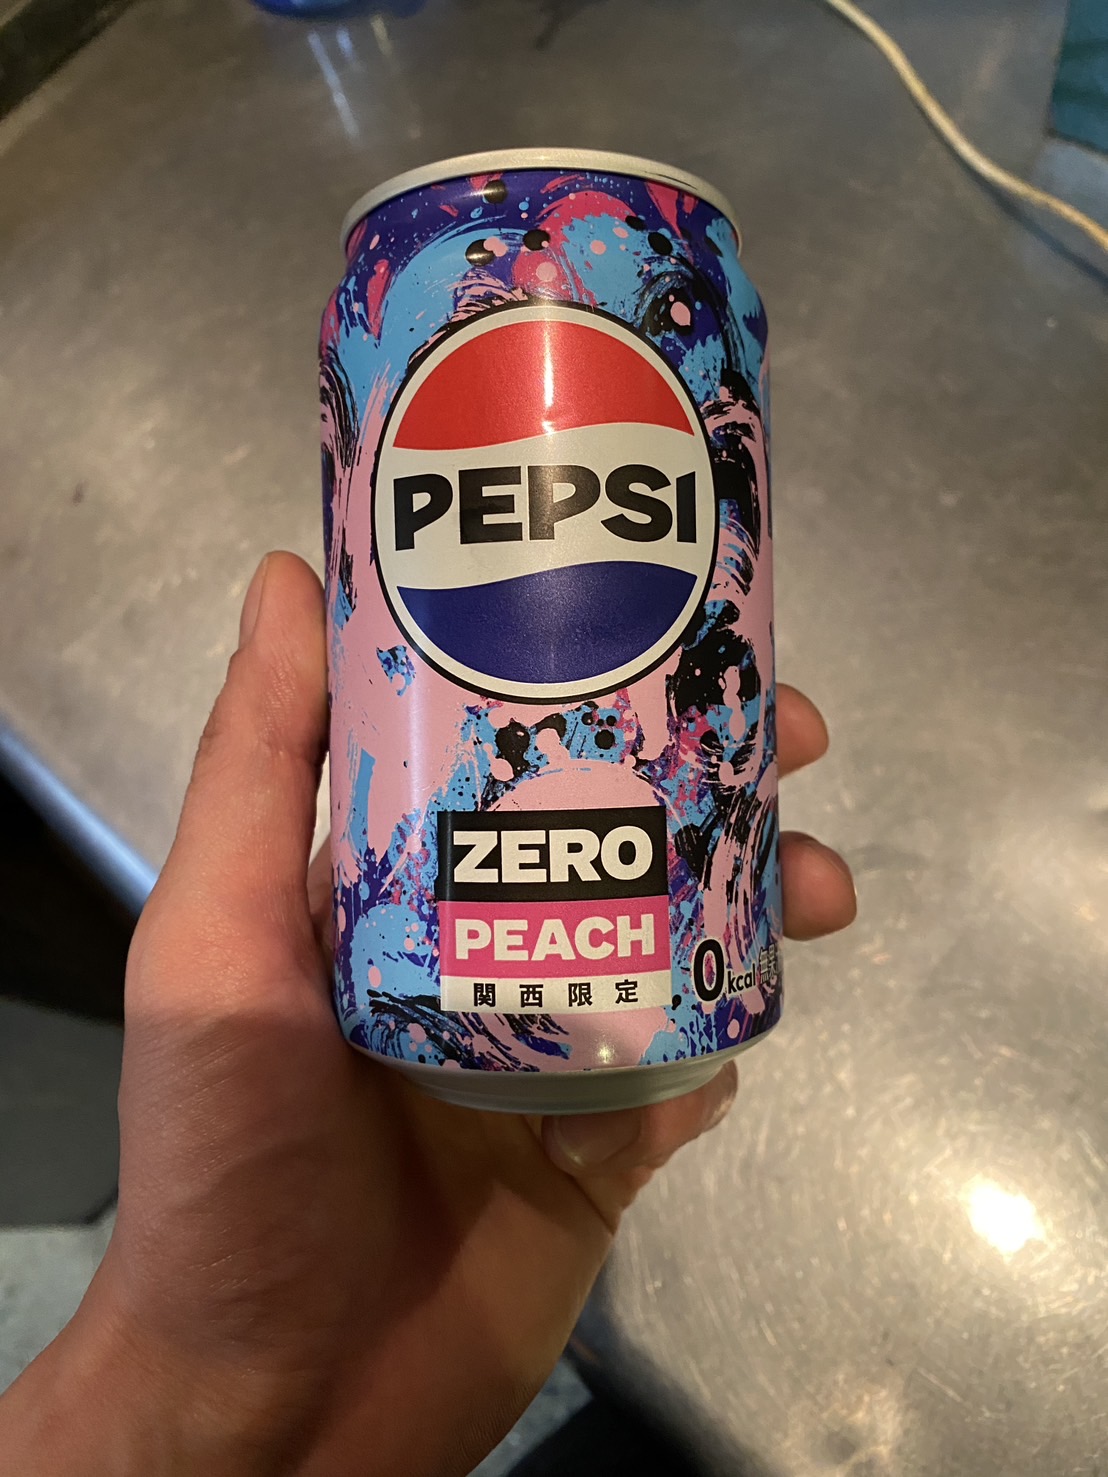 PEPSI
ZERO
PEACH
関西限定
0kcal